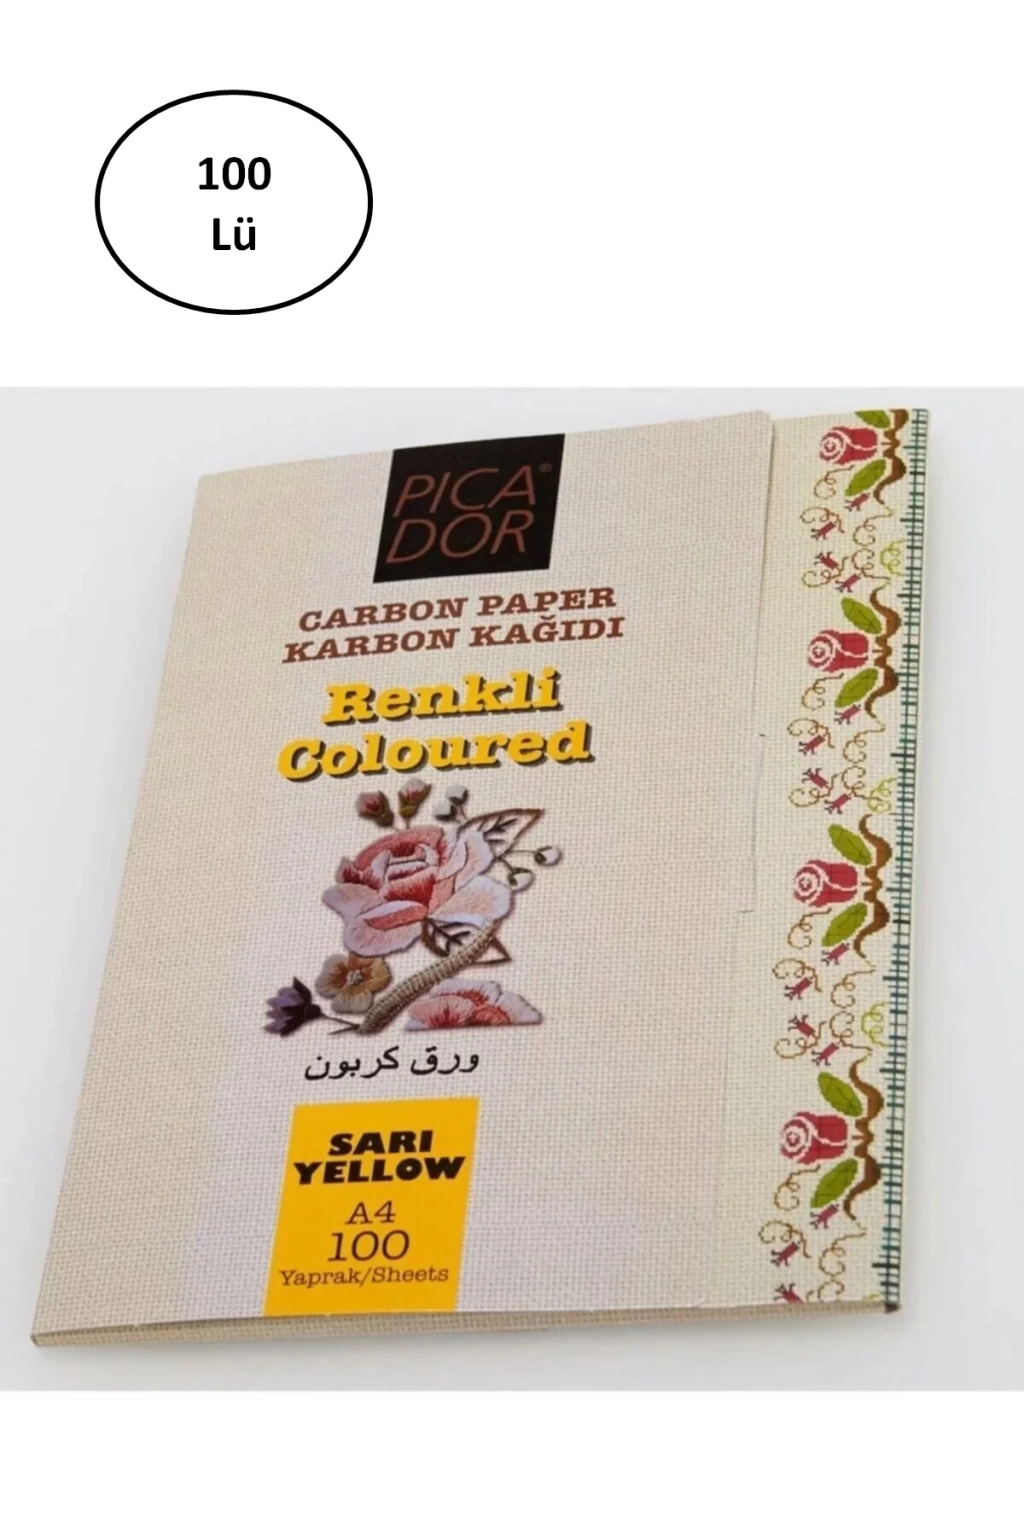 100
Lü
PICA®
DOR
CARBON PAPER
KARBON KAĞIDI
Renkli
Coloured
ورق كربون
SARI
YELLOW
A4
100
Yaprak/Sheets